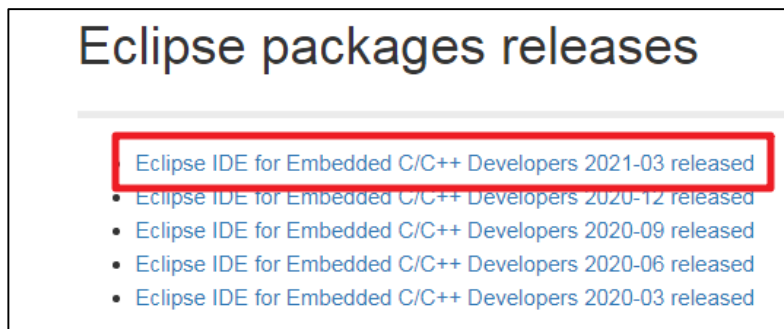 Eclipse packages releases
Eclipse IDE for Embedded C/C++ Developers 2021-03 released
Eclipse IDE for Embedded C/C++ Developers 2020-12 released
Eclipse IDE for Embedded C/C++ Developers 2020-09 released
Eclipse IDE for Embedded C/C++ Developers 2020-06 released
Eclipse IDE for Embedded C/C++ Developers 2020-03 released